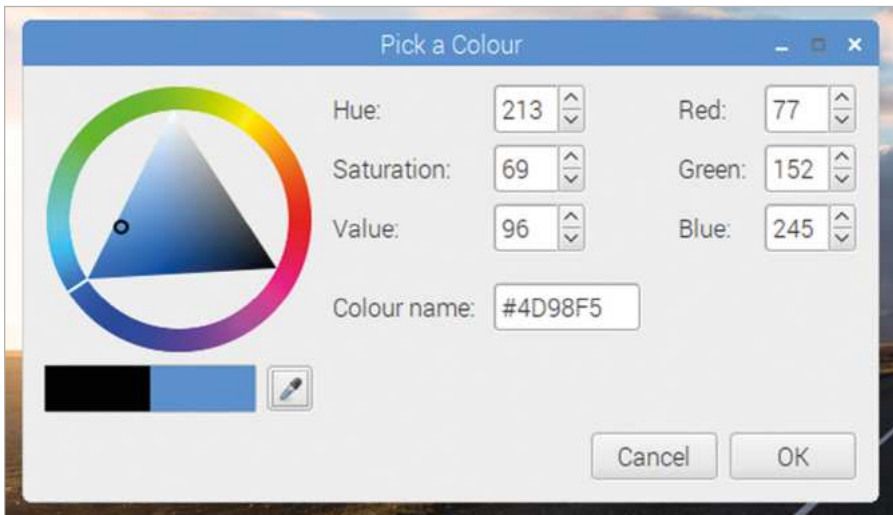 Pick a Colour
Hue: 213 Red: 77
Saturation: 69 Green: 152
Value: 96 Blue: 245
Colour name: #4D98F5
Cancel OK